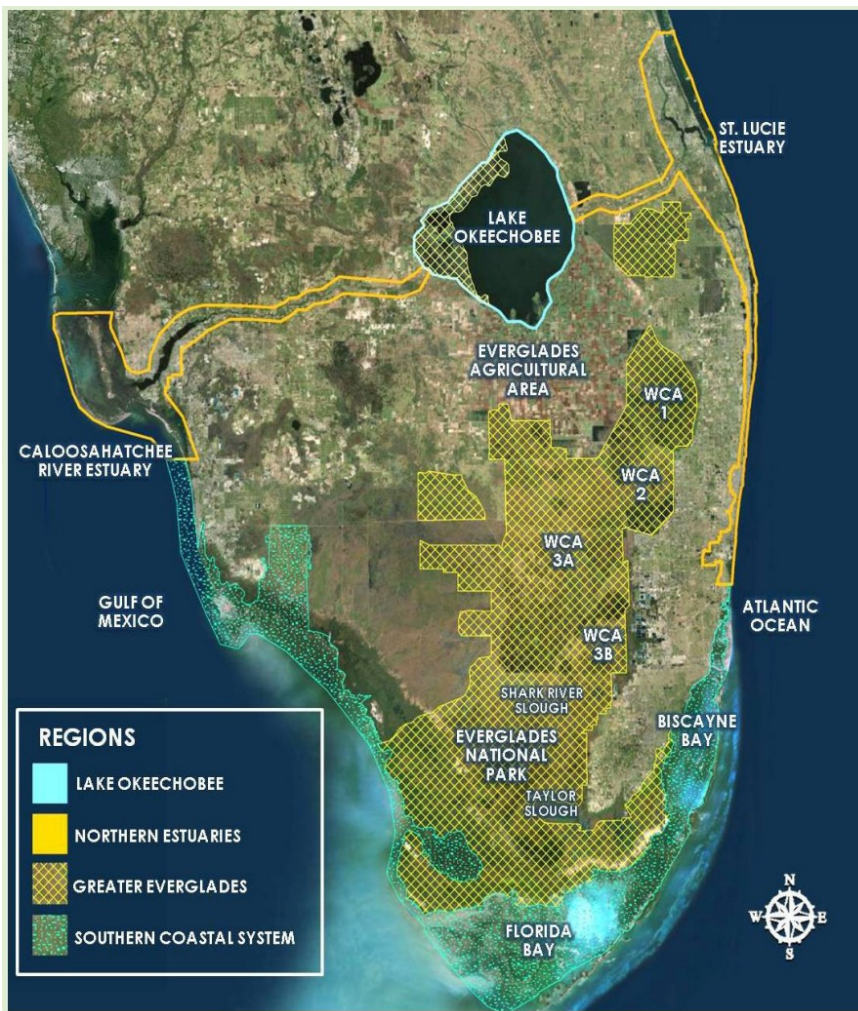 ST. LUCIE
ESTUARY
LAKE
OKEECHOBEE
EVERGLADES
AGRICULTURAL
AREA
WCA
1
CALOOSAHATCHEE
RIVER ESTUARY
WCA
2
WCA
3A
GULF OF
MEXICO
ATLANTIC
OCEAN
WCA
3B
SHARK RIVER
SLOUGH
BISCAYNE
BAY
EVERGLADES
NATIONAL
PARK
TAYLOR
SLOUGH
FLORIDA
BAY
REGIONS
LAKE OKEECHOBEE
NORTHERN ESTUARIES
GREATER EVERGLADES
SOUTHERN COASTAL SYSTEM
N
W E
S